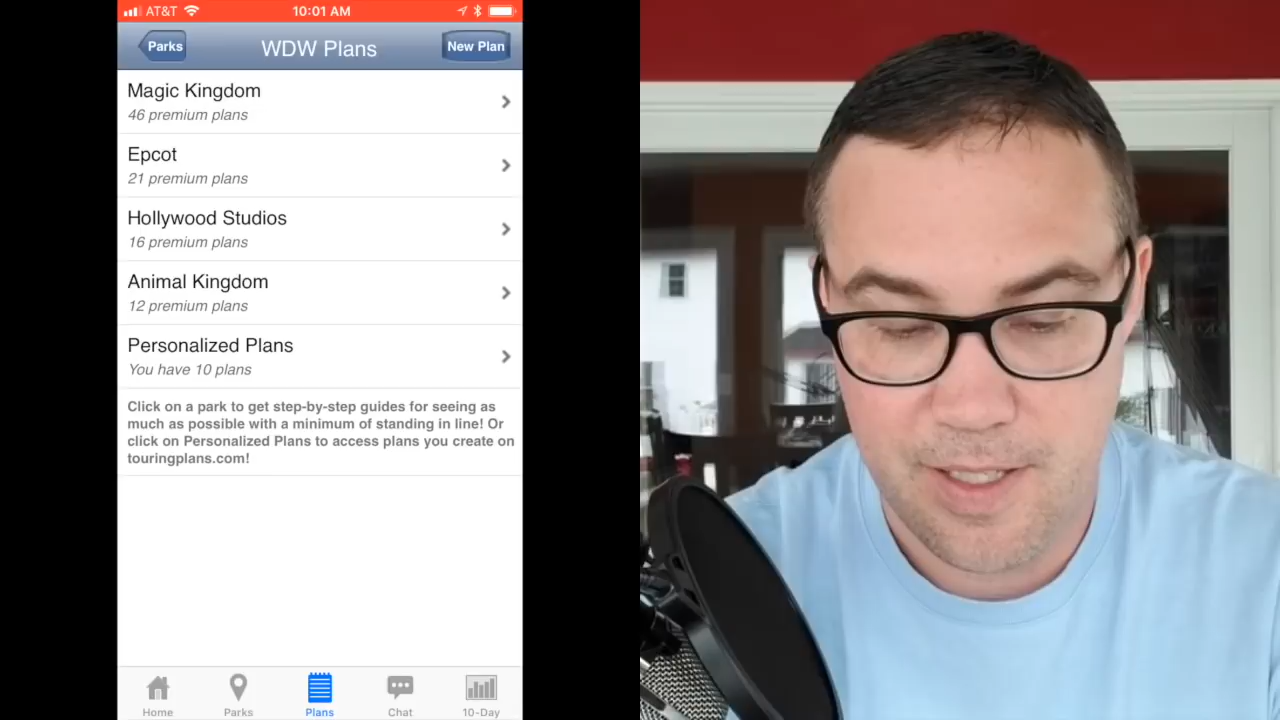 AT&T
10:01 AM
Parks
WDW Plans
New Plan
Magic Kingdom
46 premium plans
Epcot
21 premium plans
Hollywood Studios
16 premium plans
Animal Kingdom
12 premium plans
Personalized Plans
You have 10 plans
Click on a park to get step-by-step guides for seeing as
much as possible with a minimum of standing in line! Or
click on Personalized Plans to access plans you create on
touringplans.com!
Home
Parks
Plans
Chat
10-Day